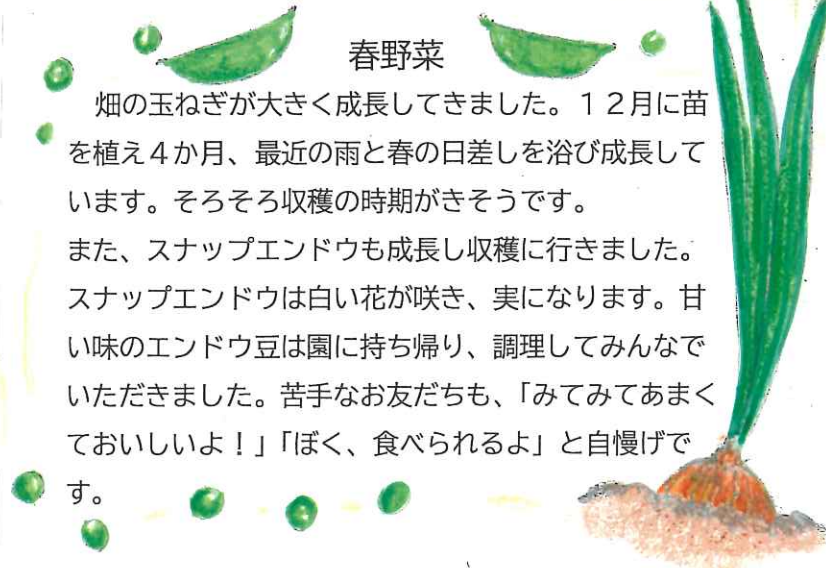 春野菜
畑の玉ねぎが大きく成長してきました。１２月に苗
を植え４か月、最近の雨と春の日差しを浴び成長して
います。そろそろ収穫の時期がきそうです。
また、スナップエンドウも成長し収穫に行きました。
スナップエンドウは白い花が咲き、実になります。甘
い味のエンドウ豆は園に持ち帰り、調理してみんなで
いただきました。苦手なお友だちも、「みてみてあまく
ておいしいよ！」「ぼく、食べられるよ」と自慢げで
す。